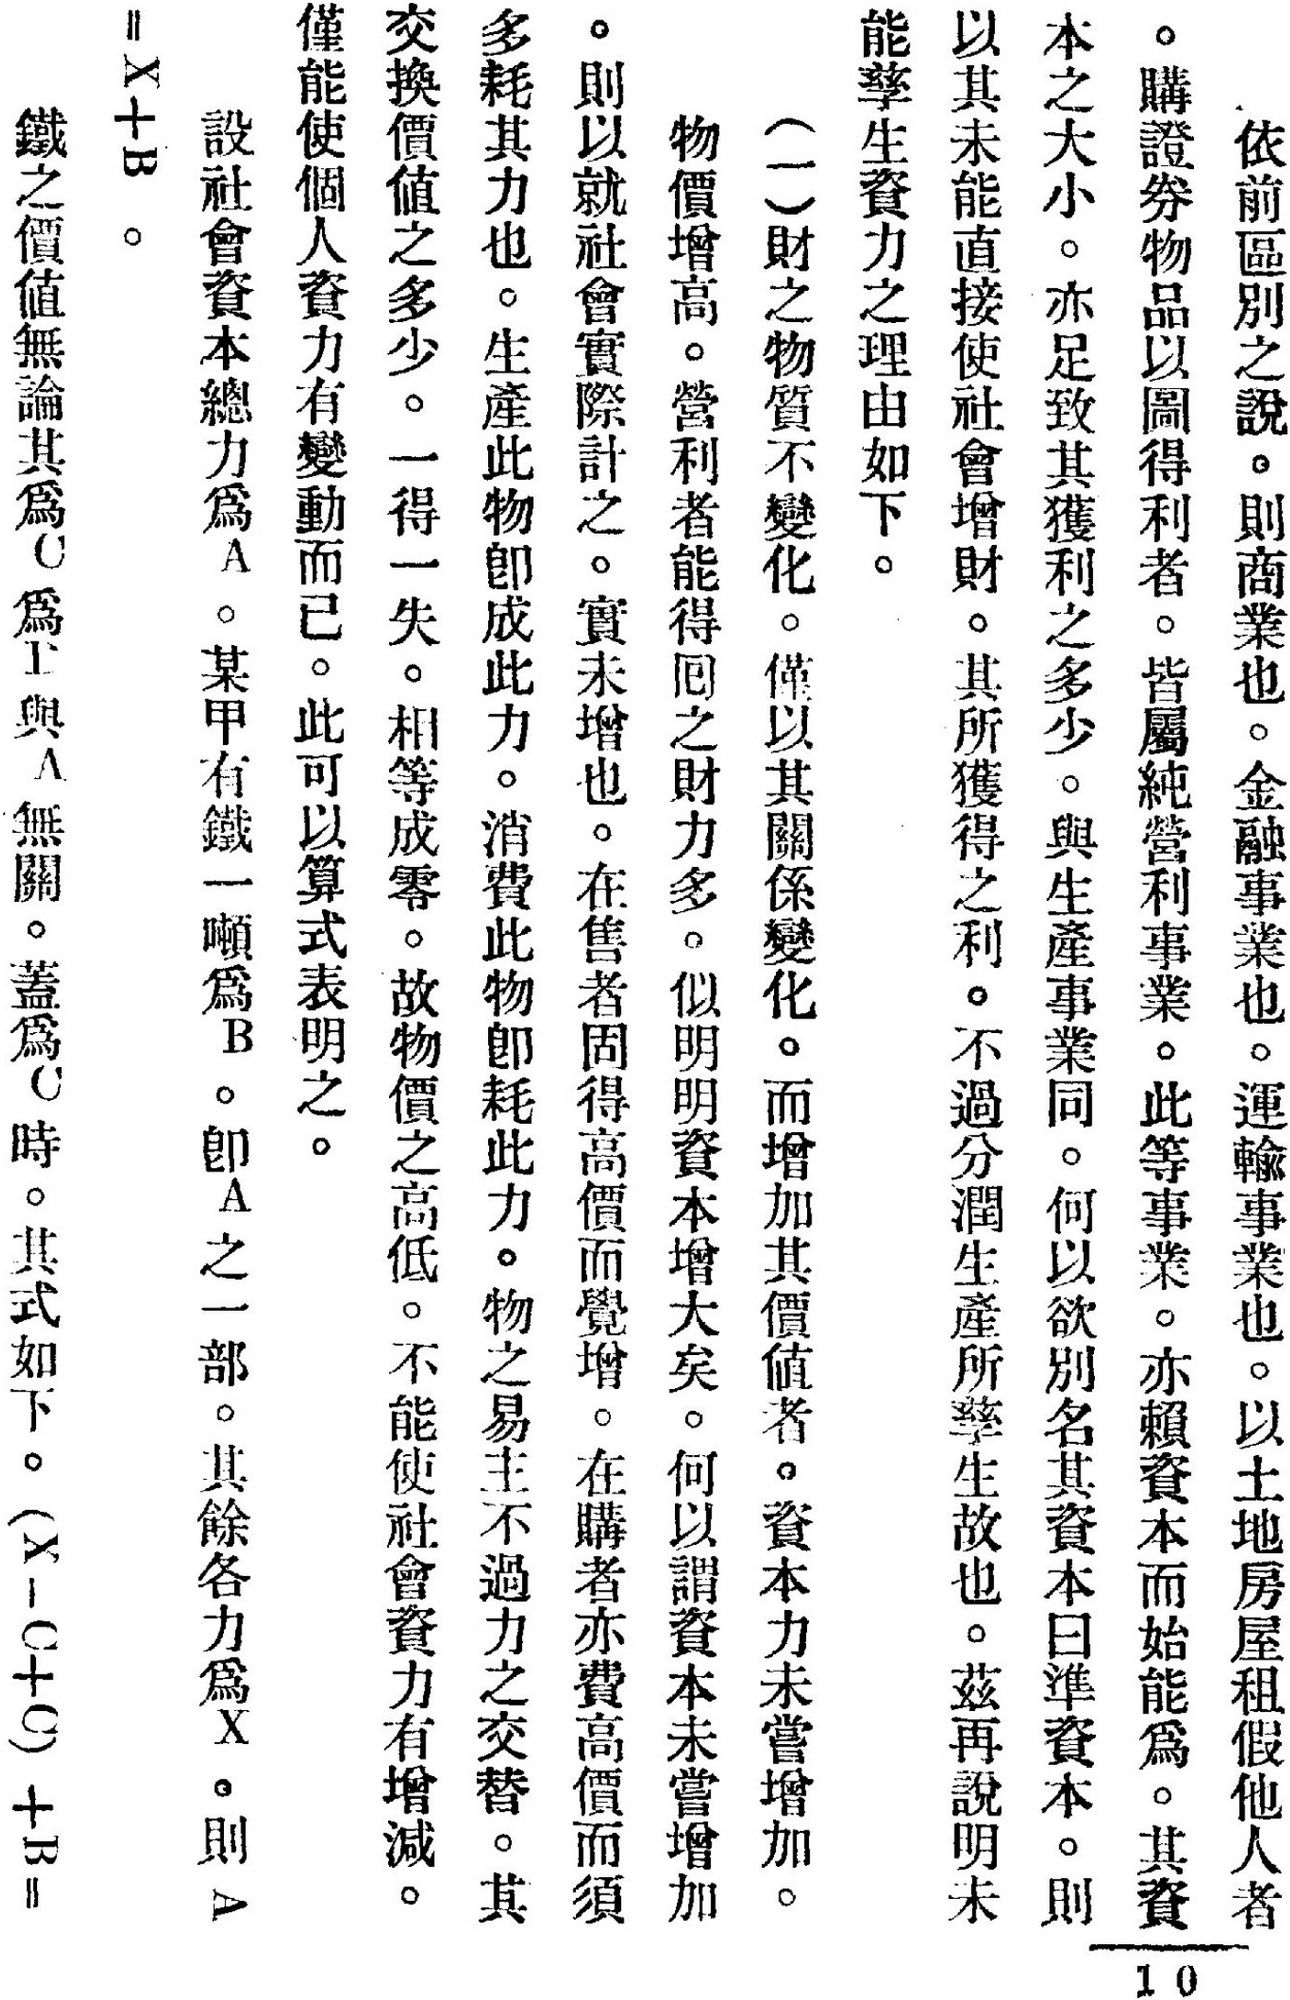 依前區別之說。則商業也。金融事業也。運輸事業也。以土地房屋租假他人者
。購證券物品以圖得利者。皆屬純營利事業。此等事業。亦賴資本而始能爲。其資
本之大小。亦足致其獲利之多少。與生產事業同。何以欲別名其資本曰準資本。則
以其未能直接使社會增財。其所獲得之利。不過分潤生產所孳生故也。茲再說明未
能孳生資力之理由如下。
（一）財之物質不變化。僅以其關係變化。而增加其價值者。資本力未嘗增加。
物價增高。營利者能得囘之財力多。似明明資本增大矣。何以謂資本未嘗增加
。則以就社會實際計之。實未增也。在售者固得高價而覺增。在購者亦費高價而須
多耗其力也。生產此物卽成此力。消費此物卽耗此力。物之易主不過力之交替。其
交換價值之多少。一得一失。相等成零。故物價之高低。不能使社會資力有增減。
僅能使個人資力有變動而已。此可以算式表明之。
設社會資本總力爲A。某甲有鐵一噸爲B。卽A之一部。其餘各力爲X。則A
=X+B。
鐵之價值無論其爲C爲D與A無關。蓋爲C時。其式如下。(X-C+C)+B=
10